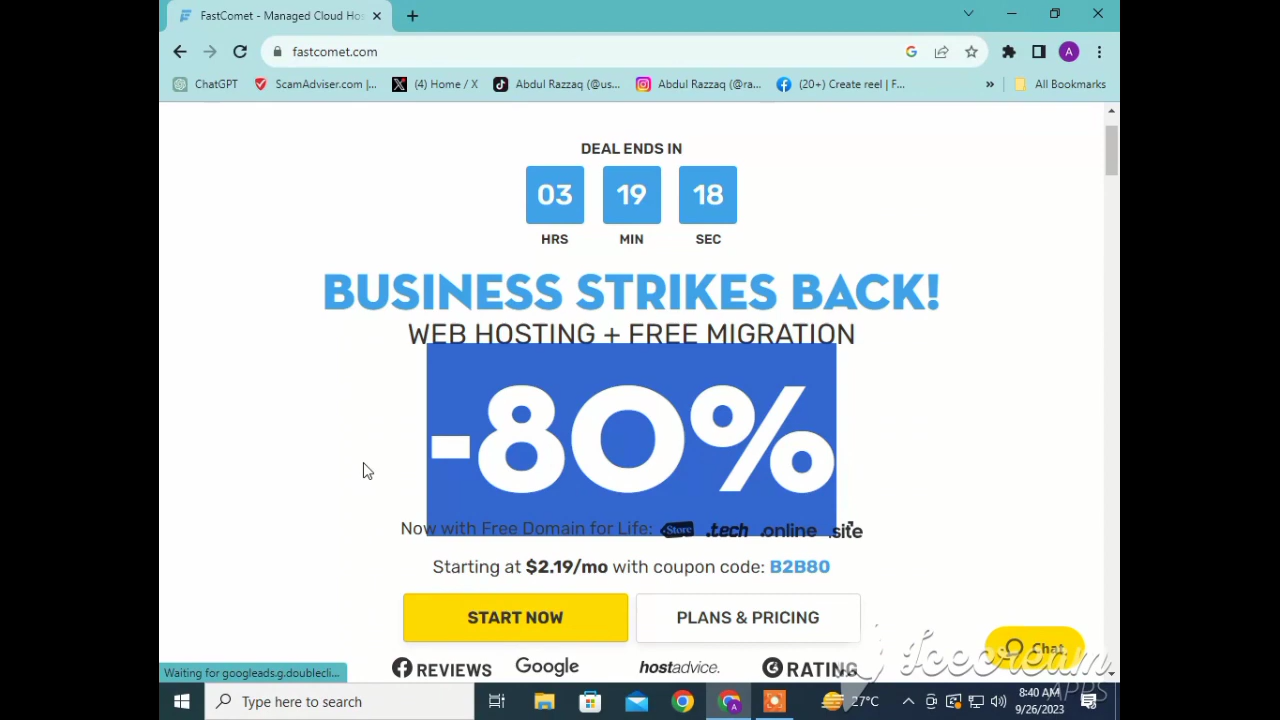 FastComet - Managed Cloud Hos
fastcomet.com
ChatGPT
ScamAdviser.com |...
(4) Home / X
Abdul Razzaq (@us...
Abdul Razzaq (@ra...
(20+) Create reel | F...
»
All Bookmarks
A
DEAL ENDS IN
03 19 18
HRS MIN SEC
BUSINESS STRIKES BACK!
WEB HOSTING + FREE MIGRATION
-80%
Now with Free Domain for Life: .Store .tech .online .site
Starting at $2.19/mo with coupon code: B2B80
START NOW
PLANS & PRICING
Chat
REVIEWS Google hostadvice. G RATING
Icecream
APPS
Waiting for googleads.g.doublecli...
Type here to search
A
27°C
8:40 AM
9/26/2023